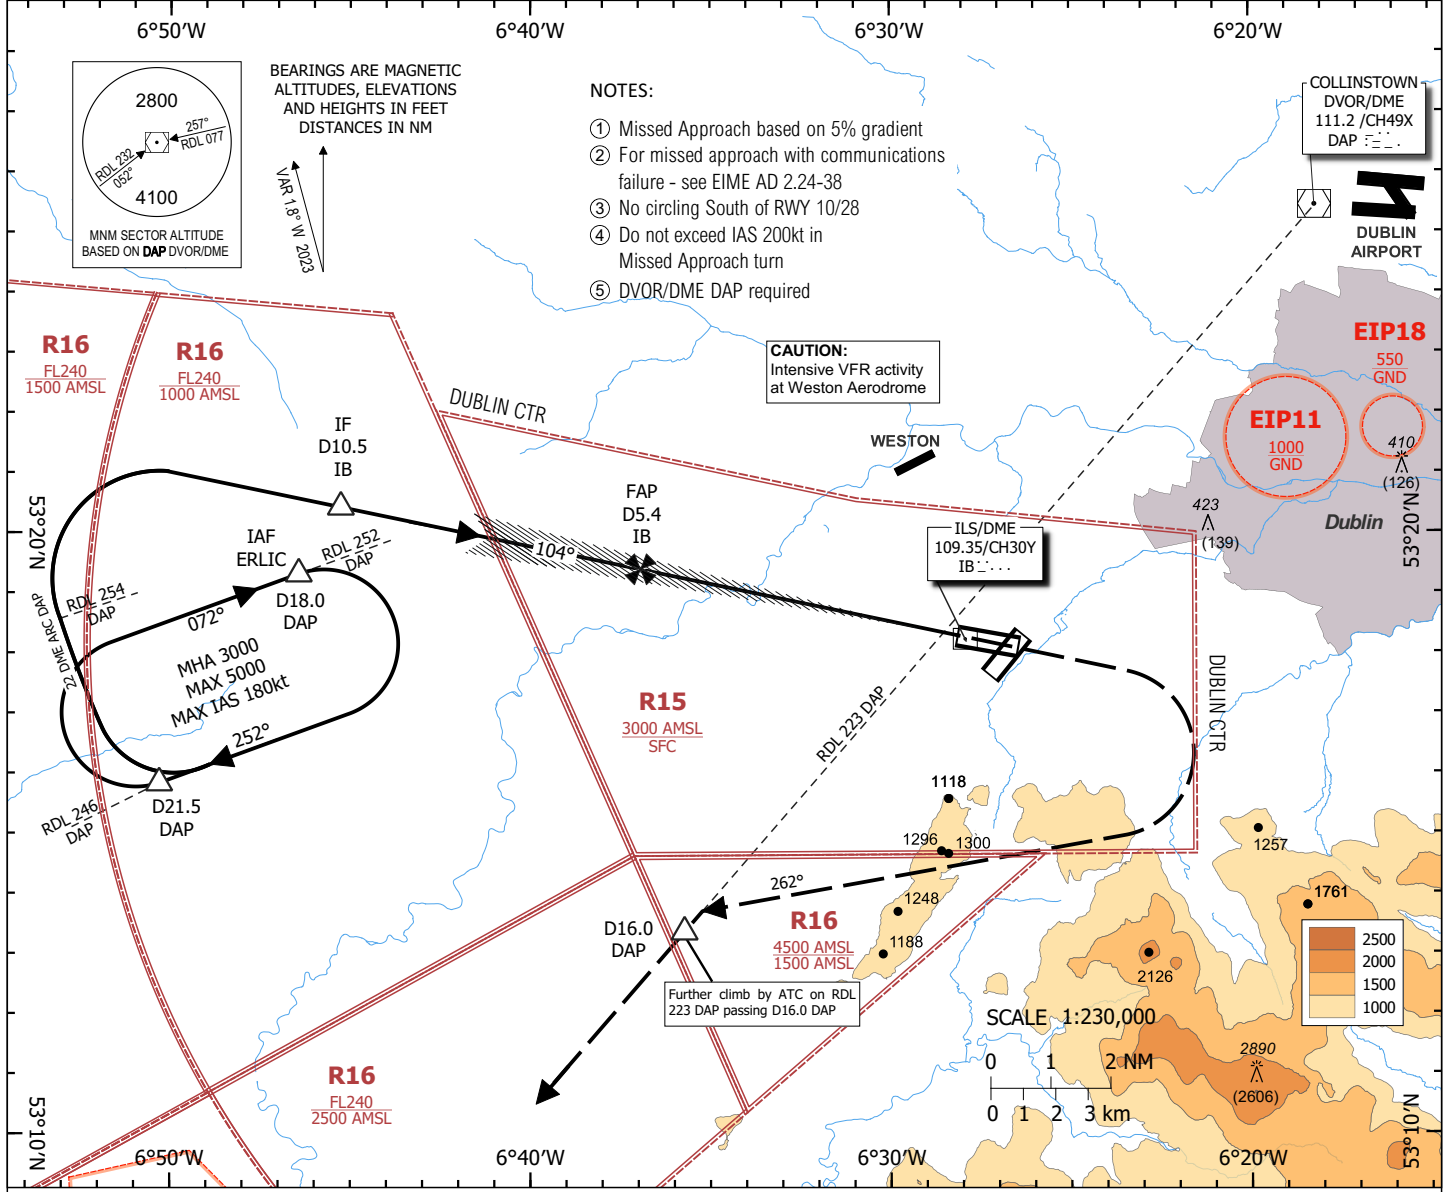 6°50'W
6°40'W
6°30'W
6°20'W
2800
257°
RDL 077
RDL 232
052°
4100
MNM SECTOR ALTITUDE
BASED ON DAP DVOR/DME
BEARINGS ARE MAGNETIC
ALTITUDES, ELEVATIONS
AND HEIGHTS IN FEET
DISTANCES IN NM
VAR 1.8° W 2023
NOTES:
① Missed Approach based on 5% gradient
② For missed approach with communications
failure - see EIME AD 2.24-38
③ No circling South of RWY 10/28
④ Do not exceed IAS 200kt in
Missed Approach turn
⑤ DVOR/DME DAP required
COLLINSTOWN
DVOR/DME
111.2 /CH49X
DAP
DUBLIN
AIRPORT
R16
FL240
1500 AMSL
R16
FL240
1000 AMSL
CAUTION:
Intensive VFR activity
at Weston Aerodrome
EIP18
550
GND
EIP11
1000
GND
410
(126)
423
(139)
Dublin
DUBLIN CTR
WESTON
IF
D10.5
IB
FAP
D5.4
IB
104°
ILS/DME
109.35/CH30Y
IB
53°20'N
53°20'N
IAF
ERLIC
RDL 252
DAP
D18.0
DAP
RDL 254
DAP
072°
22 DME ARC DAP
MHA 3000
MAX 5000
MAX IAS 180kt
252°
D21.5
DAP
RDL 246
DAP
R15
3000 AMSL
SFC
RDL 223 DAP
DUBLIN CTR
1118
1296
1300
1257
262°
1248
1188
1761
2126
D16.0
DAP
R16
4500 AMSL
1500 AMSL
Further climb by ATC on RDL
223 DAP passing D16.0 DAP
2500
2000
1500
1000
SCALE 1:230,000
0 1 2 NM
0 1 2 3 km
2890
(2606)
R16
FL240
2500 AMSL
53°10'N
53°10'N
6°50'W
6°40'W
6°30'W
6°20'W